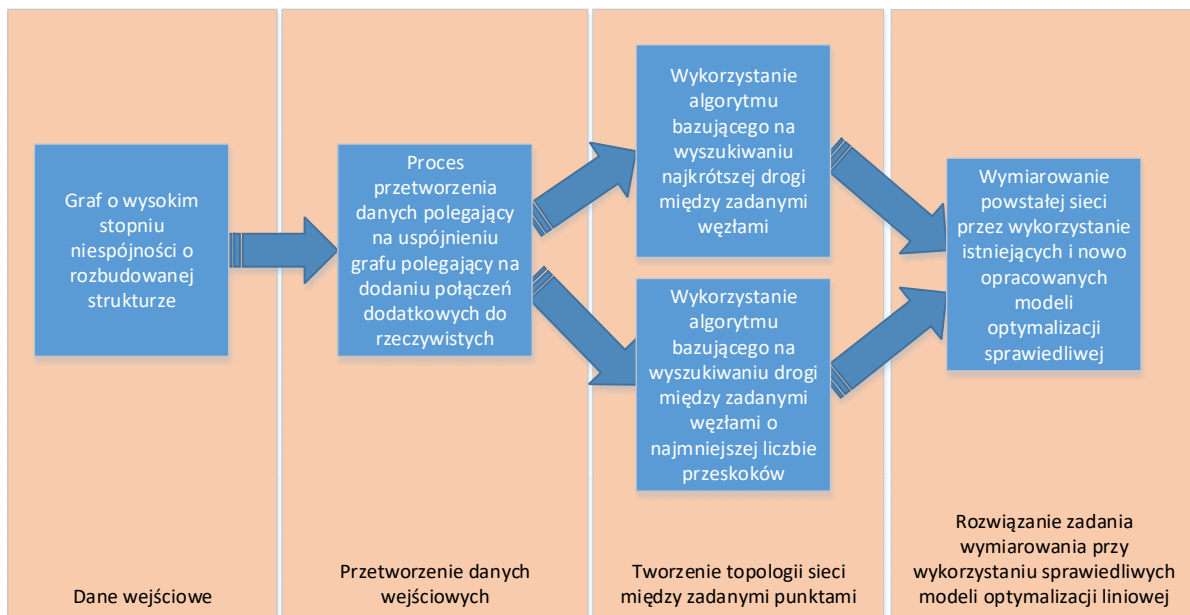 Graf o wysokim
stopniu
niespójności o
rozbudowanej
strukturze
Dane wejściowe
Proces
przetworzenia
danych polegający
na uspójnieniu
grafu polegający na
dodaniu połączeń
dodatkowych do
rzeczywistych
Przetworzenie danych
wejściowych
Wykorzystanie
algorytmu
bazującego na
wyszukiwaniu
najkrótszej drogi
między zadanymi
węzłami
Wykorzystanie
algorytmu
bazującego na
wyszukiwaniu drogi
między zadanymi
węzłami o
najmniejszej liczbie
przeskoków
Tworzenie topologii sieci
między zadanymi punktami
Wymiarowanie
powstałej sieci
przez wykorzystanie
istniejących i nowo
opracowanych
modeli
optymalizacji
sprawiedliwej
Rozwiązanie zadania
wymiarowania przy
wykorzystaniu sprawiedliwych
modeli optymalizacji liniowej